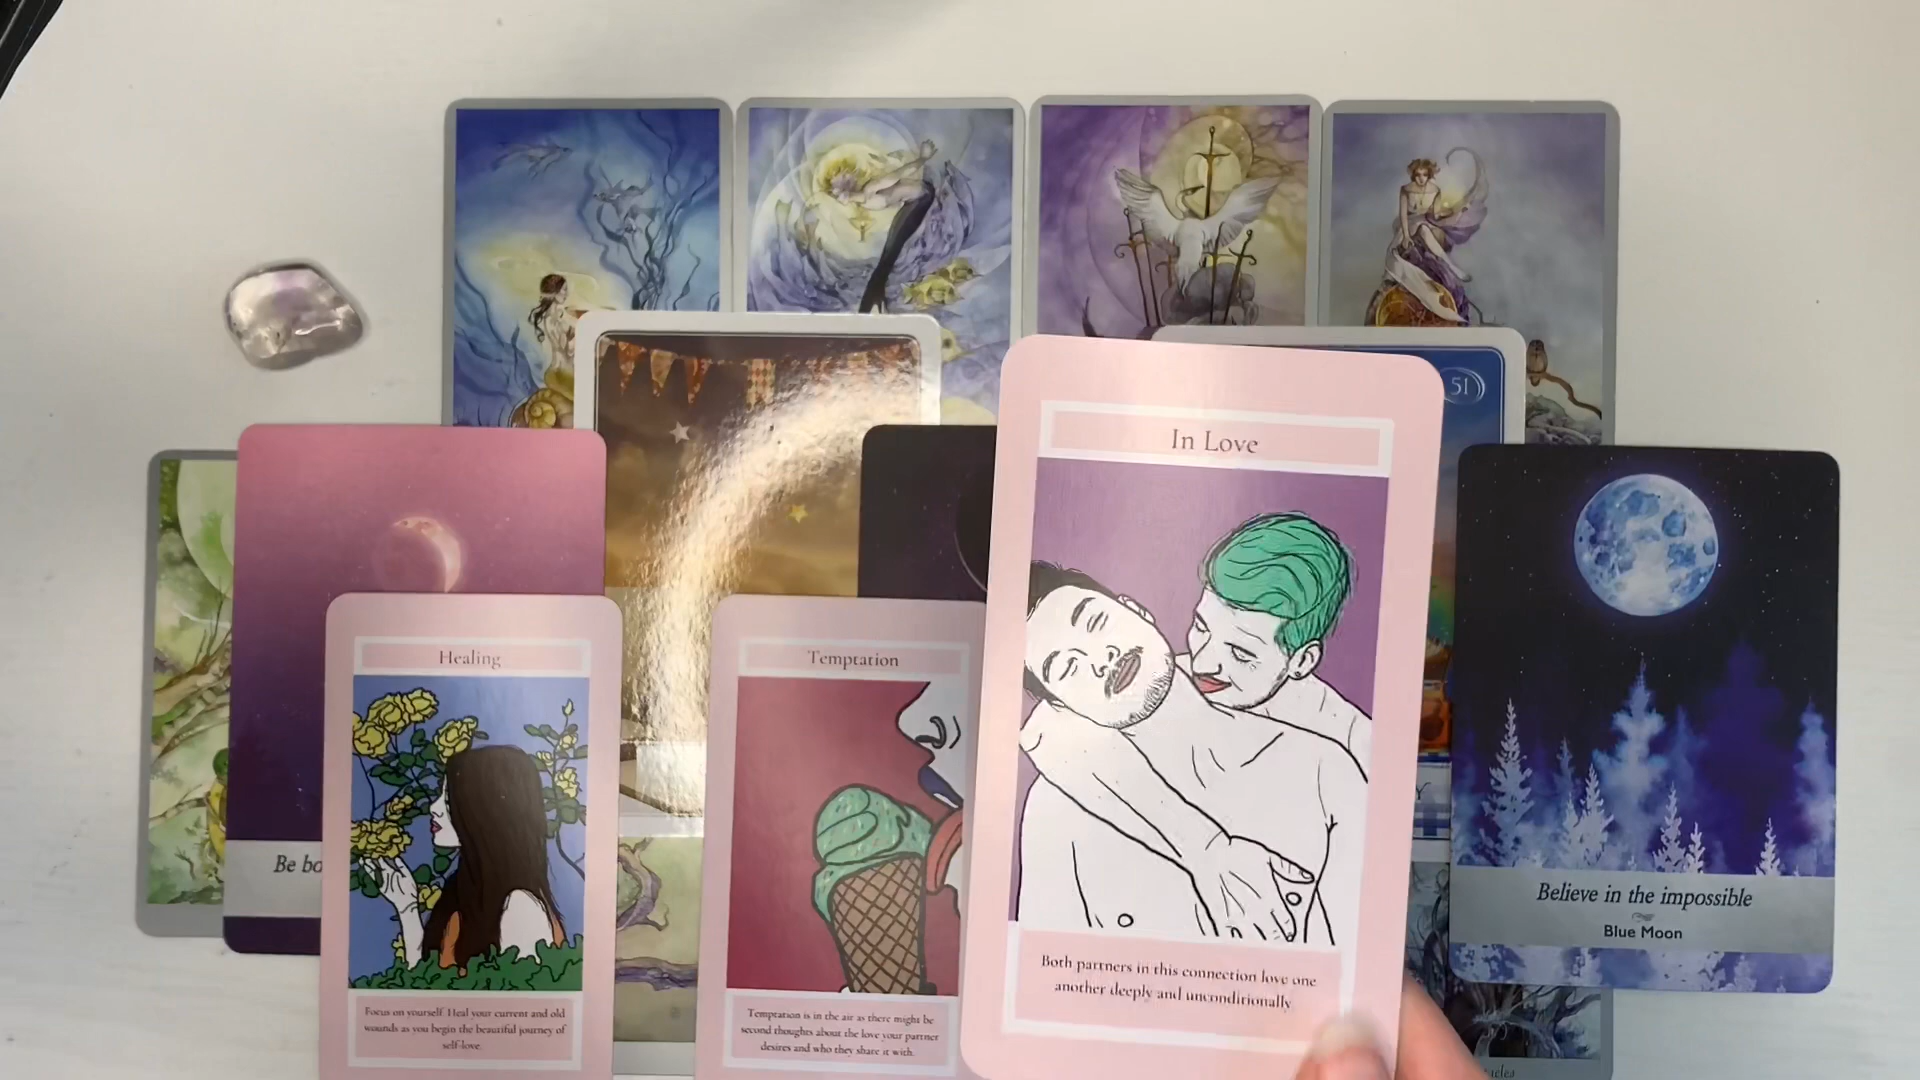 51
In Love
Healing
Temptation
Y
Be bo
Believe in the impossible
Blue Moon
Both partners in this connection love one
another deeply and unconditionally
Focus on yourself. Heal your current and old
wounds as you begin the beautiful journey of
self-love.
Temptation is in the air as there might be
second thoughts about the love your partner
desires and who they share it with.
tacles